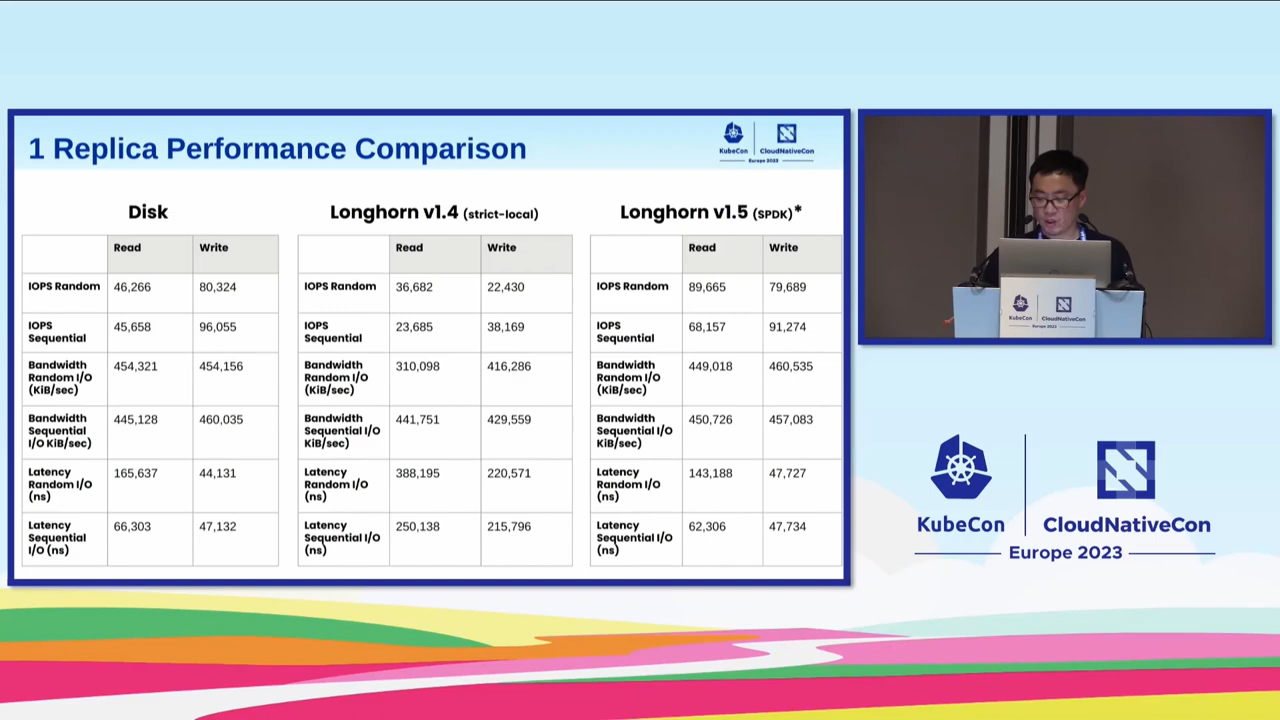 1 Replica Performance Comparison
KubeCon
CloudNativeCon
Europe 2023
Disk
Read Write
IOPS Random 46,266 80,324
IOPS
Sequential 45,658 96,055
Bandwidth
Random I/O
(KiB/sec) 454,321 454,156
Bandwidth
Sequential
I/O KiB/sec) 445,128 460,035
Latency
Random I/O
(ns) 165,637 44,131
Latency
Sequential
I/O (ns) 66,303 47,132
Longhorn v1.4 (strict-local)
Read Write
IOPS Random 36,682 22,430
IOPS
Sequential 23,685 38,169
Bandwidth
Random I/O
(KiB/sec) 310,098 416,286
Bandwidth
Sequential I/O
KiB/sec) 441,751 429,559
Latency
Random I/O
(ns) 388,195 220,571
Latency
Sequential I/O
(ns) 250,138 215,796
Longhorn v1.5 (SPDK)*
Read Write
IOPS Random 89,665 79,689
IOPS
Sequential 68,157 91,274
Bandwidth
Random I/O
(KiB/sec) 449,018 460,535
Bandwidth
Sequential I/O
KiB/sec) 450,726 457,083
Latency
Random I/O
(ns) 143,188 47,727
Latency
Sequential I/O
(ns) 62,306 47,734
KubeCon
CloudNativeCon
Europe 2023
KubeCon
CloudNativeCon
Europe 2023